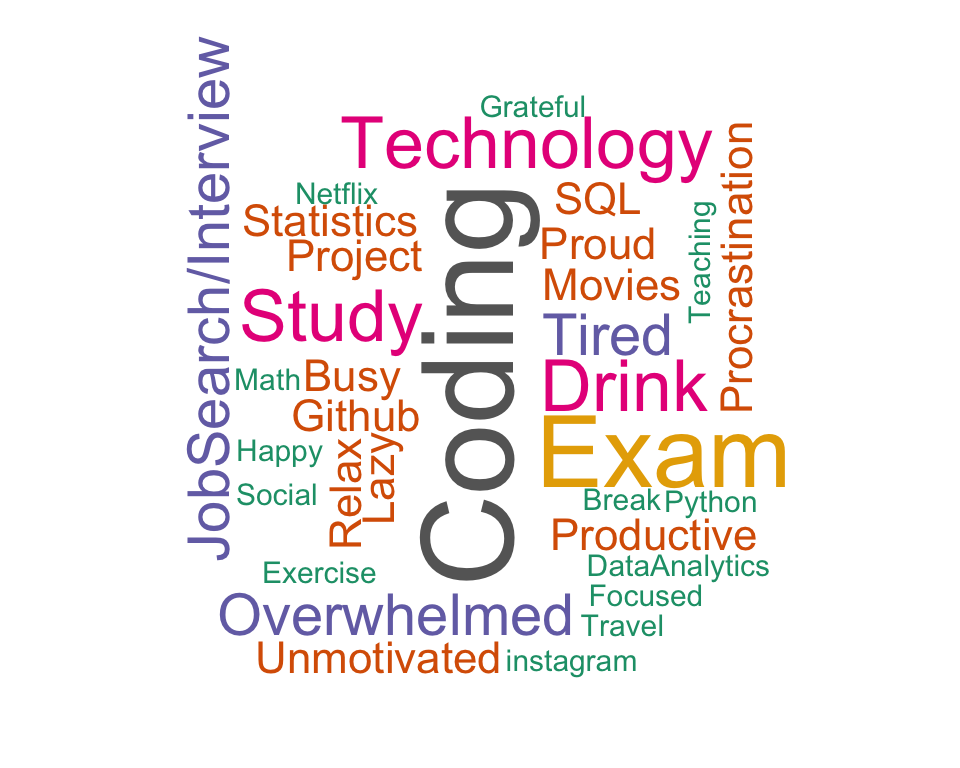 Grateful
Technology
JobSearch/Interview
Netflix
Statistics
Project
Study
Math
Busy
Github
Happy
Social
Relax
Lazy
Coding
SQL
Proud
Movies
Teaching
Procrastination
Tired
Drink
Exam
Break
Python
Productive
DataAnalytics
Focused
Travel
Exercise
Overwhelmed
Unmotivated
instagram